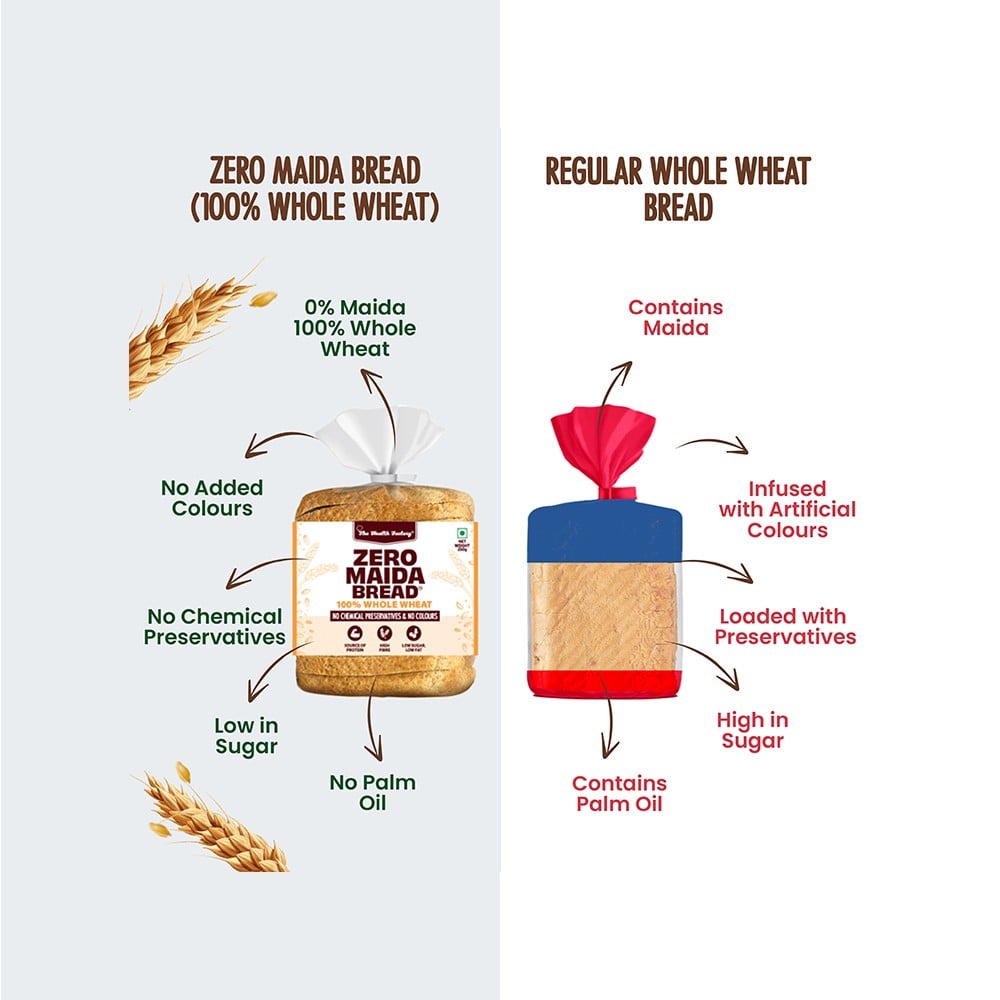 ZERO MAIDA BREAD
(100% WHOLE WHEAT)
0% Maida
100% Whole
Wheat
No Added
Colours
No Chemical
Preservatives
Low in
Sugar
No Palm
Oil
The Health Factory
NET
WEIGHT
250g
ZERO
MAIDA
BREAD
100% WHOLE WHEAT
NO CHEMICAL PRESERVATIVES & NO COLOURS
SOURCE OF
PROTEIN
HIGH
FIBRE
LOW SUGAR,
LOW FAT
REGULAR WHOLE WHEAT
BREAD
Contains
Maida
Infused
with Artificial
Colours
Loaded with
Preservatives
High in
Sugar
Contains
Palm Oil